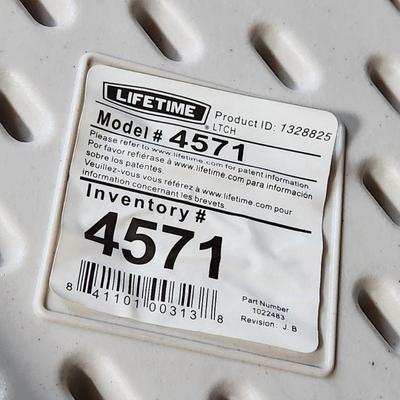 LIFETIME® LTCH Product ID: 1328825
Model # 4571
Please refer to www.lifetime.com for patent information.
Por favor refiérase à www.lifetime.com para información
sobre los patentes.
Veuillez-vous vous référez à www.lifetime.com pour
information concernant les brevets.
Inventory #
4571
8 41101 00313 8
Part Number
1022483
Revision: J. B